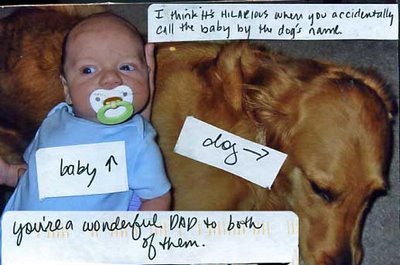 I think it's HILARIOUS when you accidentally
call the baby by the dog's name.
dog →
baby ↑
you're a wonderful DAD to both
of them.